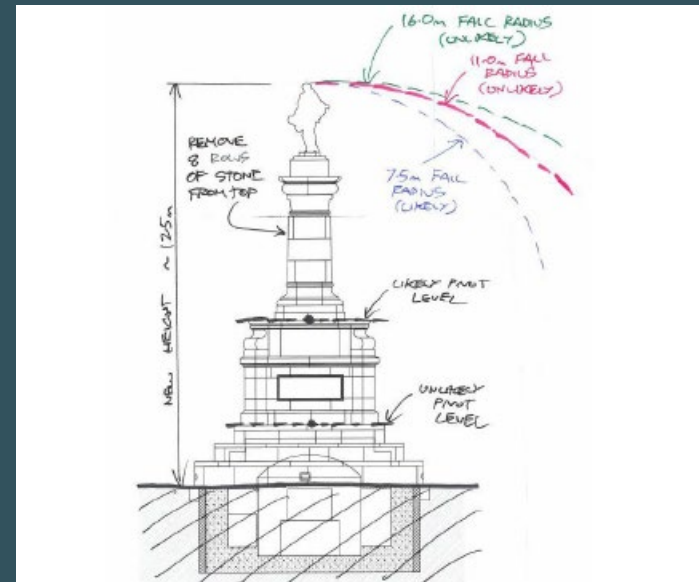 16.0m FALL RADIUS
(UNLIKELY)
11.0m FALL
RADIUS
(UNLIKELY)
REMOVE
8 ROWS
OF STONE
FROM TOP
7.5m FALL
RADIUS
(LIKELY)
NEW HEIGHT ~ 12.5m
LIKELY PIVOT
LEVEL
UNLIKELY
PIVOT
LEVEL